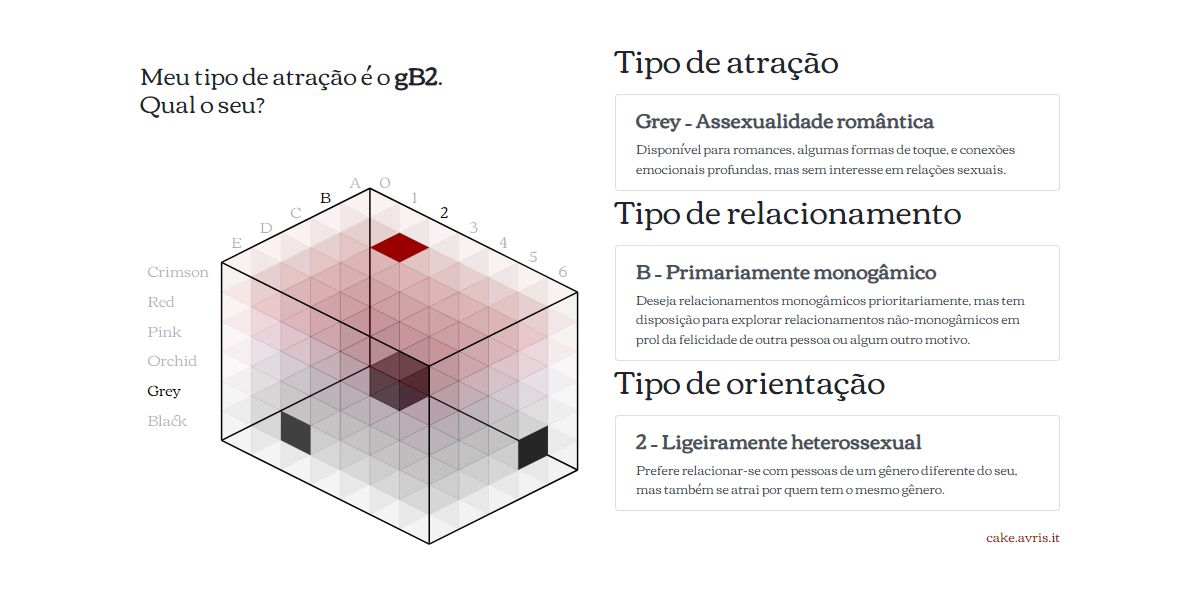 Meu tipo de atração é o gB2.
Qual o seu?
A
B
C
D
E
O
1
2
3
4
5
6
Crimson
Red
Pink
Orchid
Grey
Black
Tipo de atração
Grey - Assexualidade romântica
Disponível para romances, algumas formas de toque, e conexões
emocionais profundas, mas sem interesse em relações sexuais.
Tipo de relacionamento
B - Primariamente monogâmico
Deseja relacionamentos monogâmicos prioritariamente, mas tem
disposição para explorar relacionamentos não-monogâmicos em
prol da felicidade de outra pessoa ou algum outro motivo.
Tipo de orientação
2 - Ligeiramente heterossexual
Prefere relacionar-se com pessoas de um gênero diferente do seu,
mas também se atrai por quem tem o mesmo gênero.
cake.avris.it